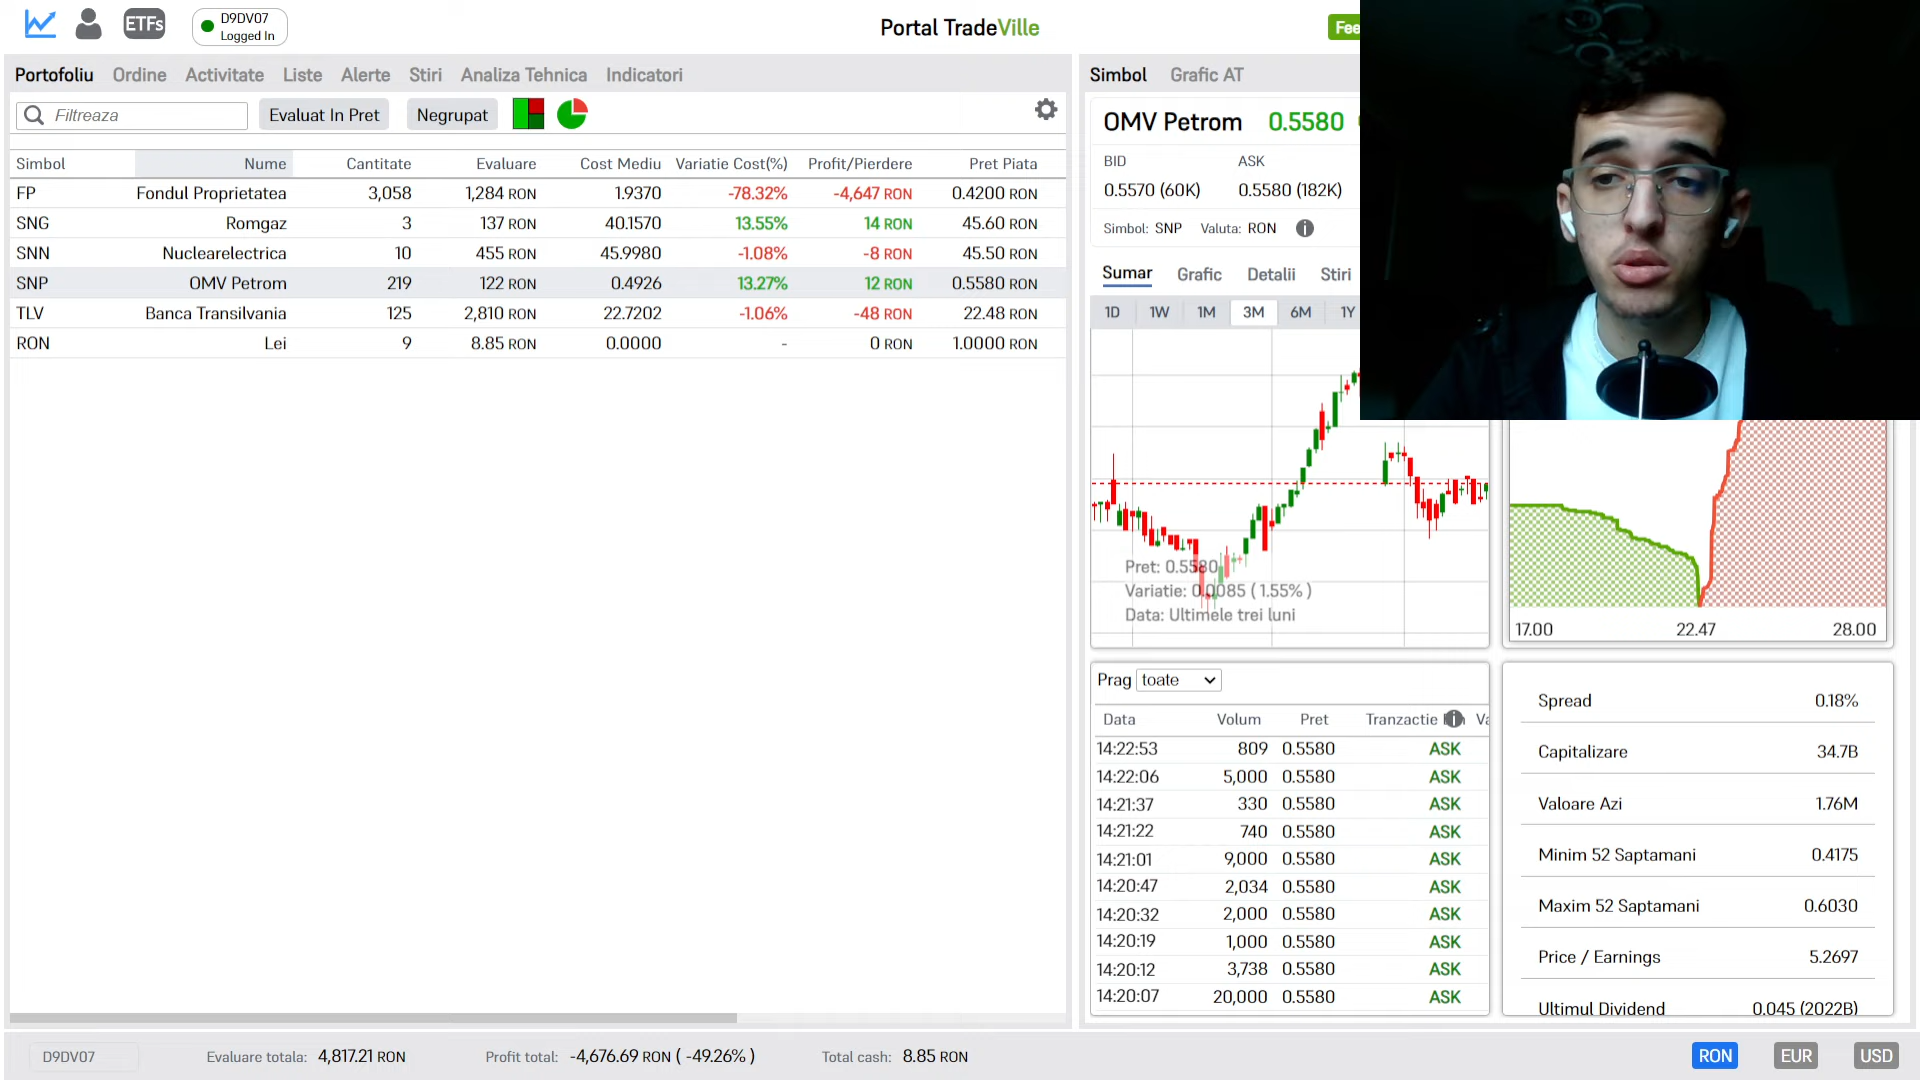 ETFs
D9DV07
Logged In
Portal TradeVille
Fee
Portofoliu Ordine Activitate Liste Alerte Stiri Analiza Tehnica Indicatori
Filtreaza Evaluat In Pret Negrupat
Simbol Nume Cantitate Evaluare Cost Mediu Variatie Cost(%) Profit/Pierdere Pret Piata
FP Fondul Proprietatea 3,058 1,284 RON 1.9370 -78.32% -4,647 RON 0.4200 RON
SNG Romgaz 3 137 RON 40.1570 13.55% 14 RON 45.60 RON
SNN Nuclearelectrica 10 455 RON 45.9980 -1.08% -8 RON 45.50 RON
SNP OMV Petrom 219 122 RON 0.4926 13.27% 12 RON 0.5580 RON
TLV Banca Transilvania 125 2,810 RON 22.7202 -1.06% -48 RON 22.48 RON
RON Lei 9 8.85 RON 0.0000 - 0 RON 1.0000 RON
Simbol Grafic AT
OMV Petrom 0.5580
BID ASK
0.5570 (60K) 0.5580 (182K)
Simbol: SNP Valuta: RON
Sumar Grafic Detalii Stiri
1D 1W 1M 3M 6M 1Y
Pret: 0.5580
Variatie: 0.0085 ( 1.55% )
Data: Ultimele trei luni
17.00 22.47 28.00
Prag toate
Data Volum Pret Tranzactie
14:22:53 809 0.5580 ASK
14:22:06 5,000 0.5580 ASK
14:21:37 330 0.5580 ASK
14:21:22 740 0.5580 ASK
14:21:01 9,000 0.5580 ASK
14:20:47 2,034 0.5580 ASK
14:20:32 2,000 0.5580 ASK
14:20:19 1,000 0.5580 ASK
14:20:12 3,738 0.5580 ASK
14:20:07 20,000 0.5580 ASK
Spread 0.18%
Capitalizare 34.7B
Valoare Azi 1.76M
Minim 52 Saptamani 0.4175
Maxim 52 Saptamani 0.6030
Price / Earnings 5.2697
Ultimul Dividend 0.045 (2022B)
D9DV07 Evaluare totala: 4,817.21 RON Profit total: -4,676.69 RON ( -49.26% ) Total cash: 8.85 RON
RON EUR USD